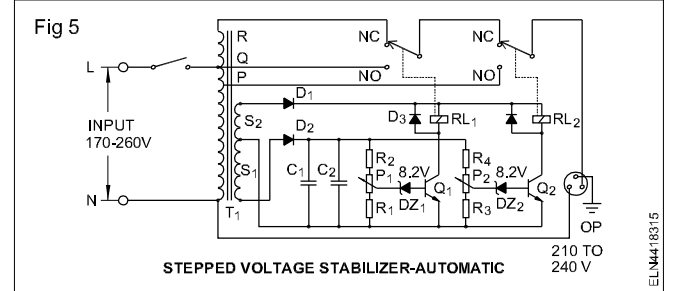 Fig 5
R
NC
NC
Q
L
P
NO
NO
D1
D3
RL1
RL2
INPUT
170-260V
S2
D2
R2
8.2V
R4
8.2V
S1
C1
C2
P1
Q1
P2
Q2
N
T1
R1
DZ1
R3
DZ2
OP
210 TO
240 V
STEPPED VOLTAGE STABILIZER-AUTOMATIC
ELN4418315